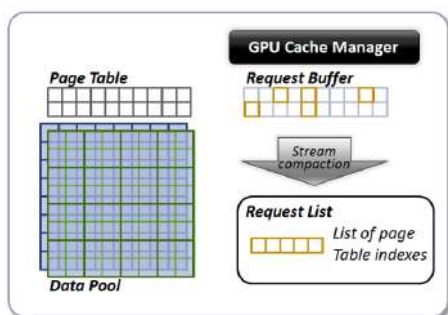 GPU Cache Manager
Page Table
Request Buffer
Stream
compaction
Request List
List of page
Table indexes
Data Pool